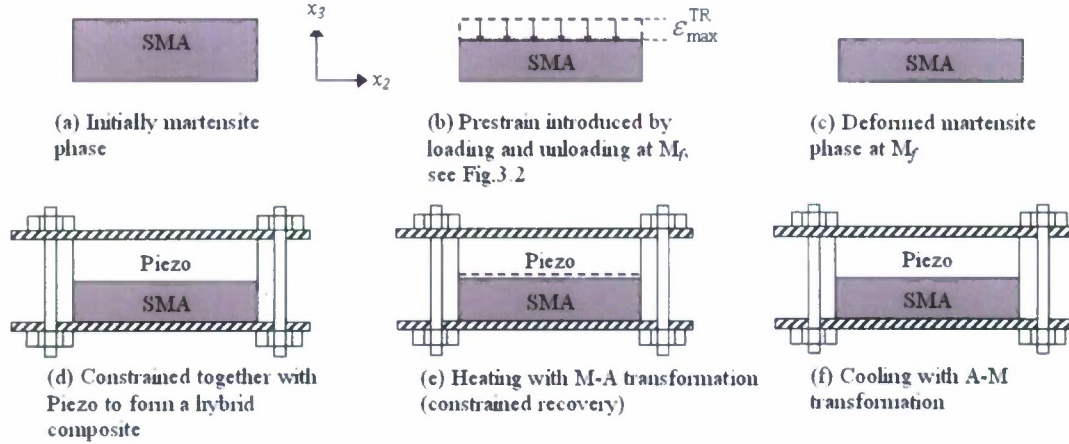 SMA
x₃
x₂
SMA
ε^TR_max
SMA
(a) Initially martensite
phase
(b) Prestrain introduced by
loading and unloading at M_f,
see Fig.3.2
(c) Deformed martensite
phase at M_f
Piezo
SMA
Piezo
SMA
Piezo
SMA
(d) Constrained together with
Piezo to form a hybrid
composite
(e) Heating with M-A transformation
(constrained recovery)
(f) Cooling with A-M
transformation